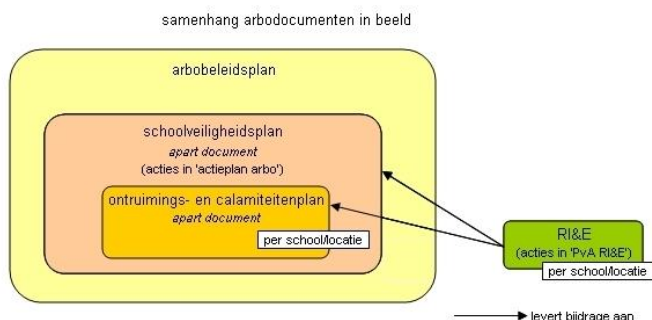 samenhang arbodocumenten in beeld
arbobeleidsplan
schoolveiligheidsplan
apart document
(acties in 'actieplan arbo')
ontruimings- en calamiteitenplan
apart document
per school/locatie
RI&E
(acties in 'PvA RI&E')
per school/locatie
levert bijdrage aan